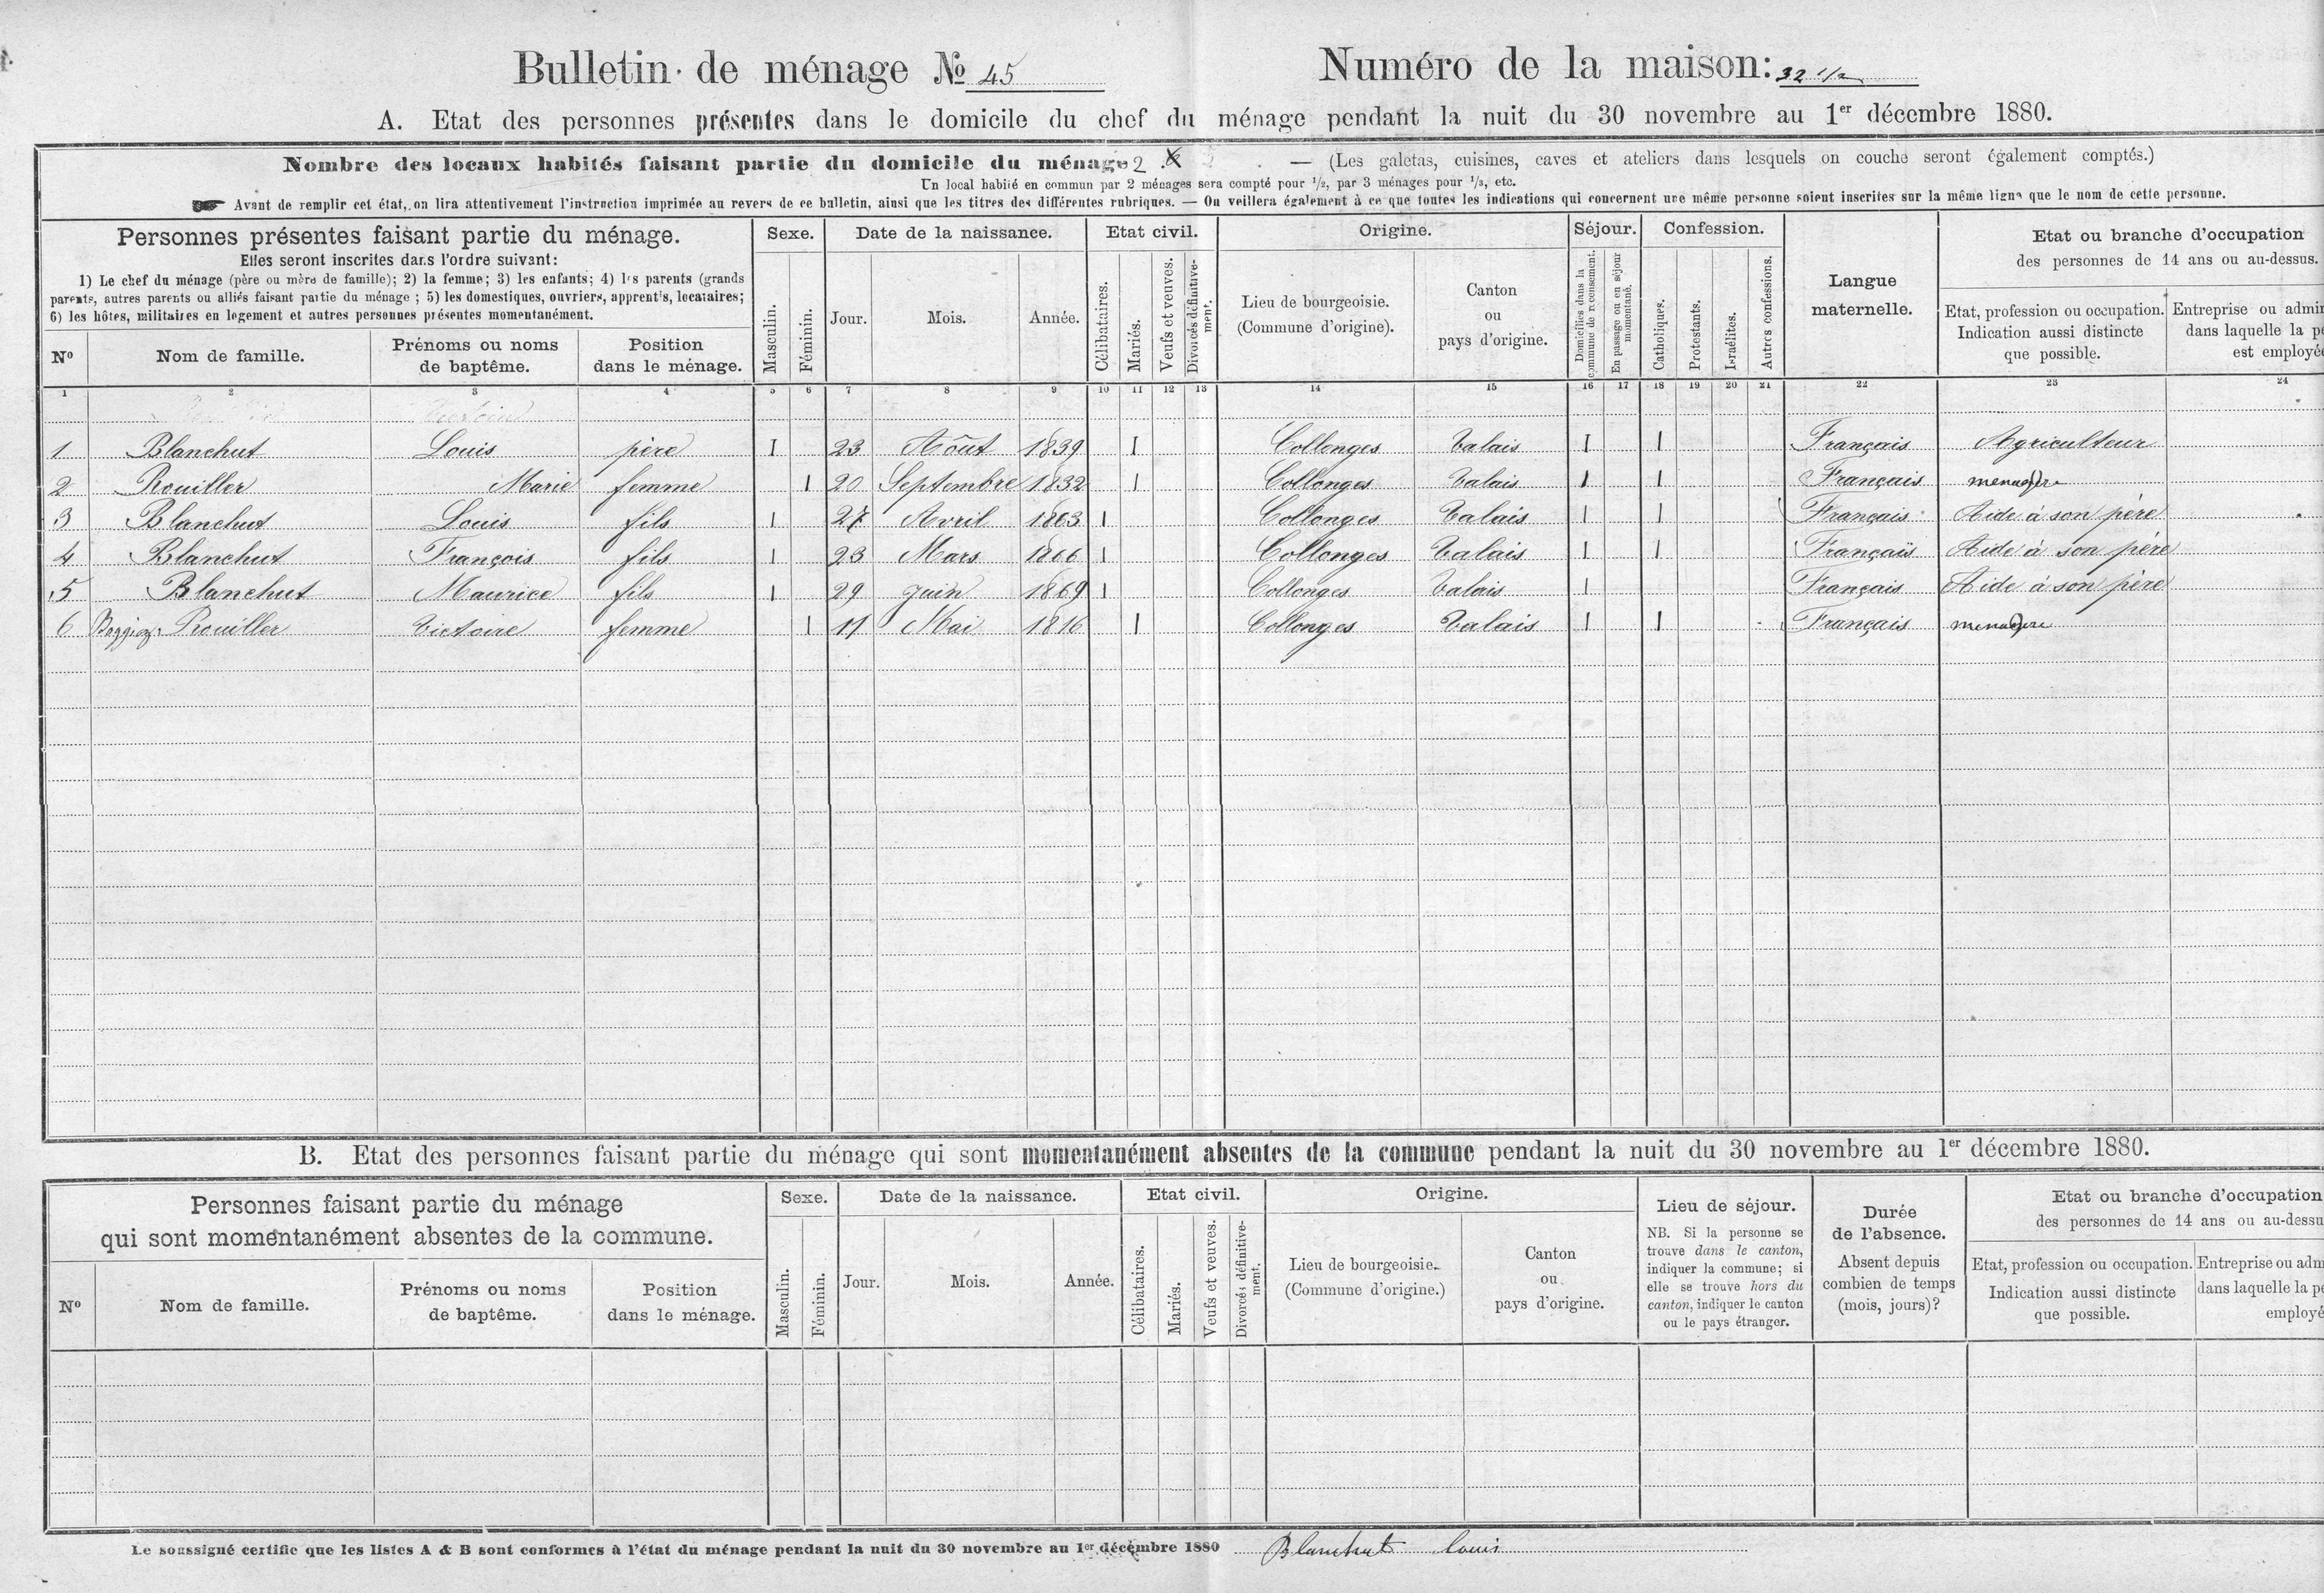 Bulletin de ménage No 45
Numéro de la maison: 32 1/2
A. Etat des personnes présentes dans le domicile du chef du ménage pendant la nuit du 30 novembre au 1er décembre 1880.
Nombre des locaux habités faisant partie du domicile du ménage 2 — (Les galetas, cuisines, caves et ateliers dans lesquels on couche seront également comptés.)
Un local habité en commun par 2 ménages sera compté pour 1/2, par 3 ménages pour 1/3, etc.
Avant de remplir cet état, on lira attentivement l'instruction imprimée au revers de ce bulletin, ainsi que les titres des différentes rubriques. — On veillera également à ce que toutes les indications qui concernent une même personne soient inscrites sur la même ligne que le nom de cette personne.
Personnes présentes faisant partie du ménage.
Elles seront inscrites dans l'ordre suivant:
1) Le chef du ménage (père ou mère de famille); 2) la femme; 3) les enfants; 4) les parents (grands
parents, autres parents ou alliés faisant partie du ménage; 5) les domestiques, ouvriers, apprentis, locataires;
6) les hôtes, militaires en logement et autres personnes présentes momentanément.
No
Nom de famille.
Prénoms ou noms
de baptême.
Position
dans le ménage.
Sexe.
Masculin.
Féminin.
Date de la naissance.
Jour.
Mois.
Année.
Etat civil.
Célibataires.
Mariés.
Veufs et veuves.
Divorcés définitive-
ment.
Origine.
Lieu de bourgeoisie.
(Commune d'origine).
Canton
ou
pays d'origine.
Séjour.
Domiciliés dans la
commune de recensement.
En passage ou en séjour
momentané.
Confession.
Catholiques.
Protestants.
Israélites.
Autres confessions.
Langue
maternelle.
Etat ou branche d'occupation
des personnes de 14 ans ou au-dessus.
Etat, profession ou occupation.
Indication aussi distincte
que possible.
Entreprise ou admin
dans laquelle la pe
est employée
1 2 3 4 5 6 7 8 9 10 11 12 13 14 15 16 17 18 19 20 21 22 23 24
1 Blanchut Louis père 1 23 Aôut 1839 1 Collonges Valais 1 1 Français Agriculteur
2 Rouiller Marie femme 1 20 Septembre 1832 1 Collonges Valais 1 1 Français menagère
3 Blanchut Louis fils 1 27 Avril 1863 1 Collonges Valais 1 1 Français Aide à son père
4 Blanchut François fils 1 23 Mars 1866 1 Collonges Valais 1 1 Français Aide à son père
5 Blanchut Maurice fils 1 29 Juin 1869 1 Collonges Valais 1 Français Aide à son père
6 Rouiller Victoire femme 1 11 Mai 1816 1 Collonges Valais 1 1 Français menagere
B. Etat des personnes faisant partie du ménage qui sont momentanément absentes de la commune pendant la nuit du 30 novembre au 1er décembre 1880.
Personnes faisant partie du ménage
qui sont momentanément absentes de la commune.
No
Nom de famille.
Prénoms ou noms
de baptême.
Position
dans le ménage.
Sexe.
Masculin.
Féminin.
Date de la naissance.
Jour.
Mois.
Année.
Etat civil.
Célibataires.
Mariés.
Veufs et veuves.
Divorcés définitive-
ment.
Origine.
Lieu de bourgeoisie.
(Commune d'origine.)
Canton
ou
pays d'origine.
Lieu de séjour.
NB. Si la personne se
trouve dans le canton,
indiquer la commune; si
elle se trouve hors du
canton, indiquer le canton
ou le pays étranger.
Durée
de l'absence.
Absent depuis
combien de temps
(mois, jours)?
Etat ou branche d'occupation
des personnes de 14 ans ou au-dessu
Etat, profession ou occupation.
Indication aussi distincte
que possible.
Entreprise ou adm
dans laquelle la pe
employé
Le soussigné certifie que les listes A & B sont conformes à l'état du ménage pendant la nuit du 30 novembre au 1er décembre 1880 Blanchut Louis